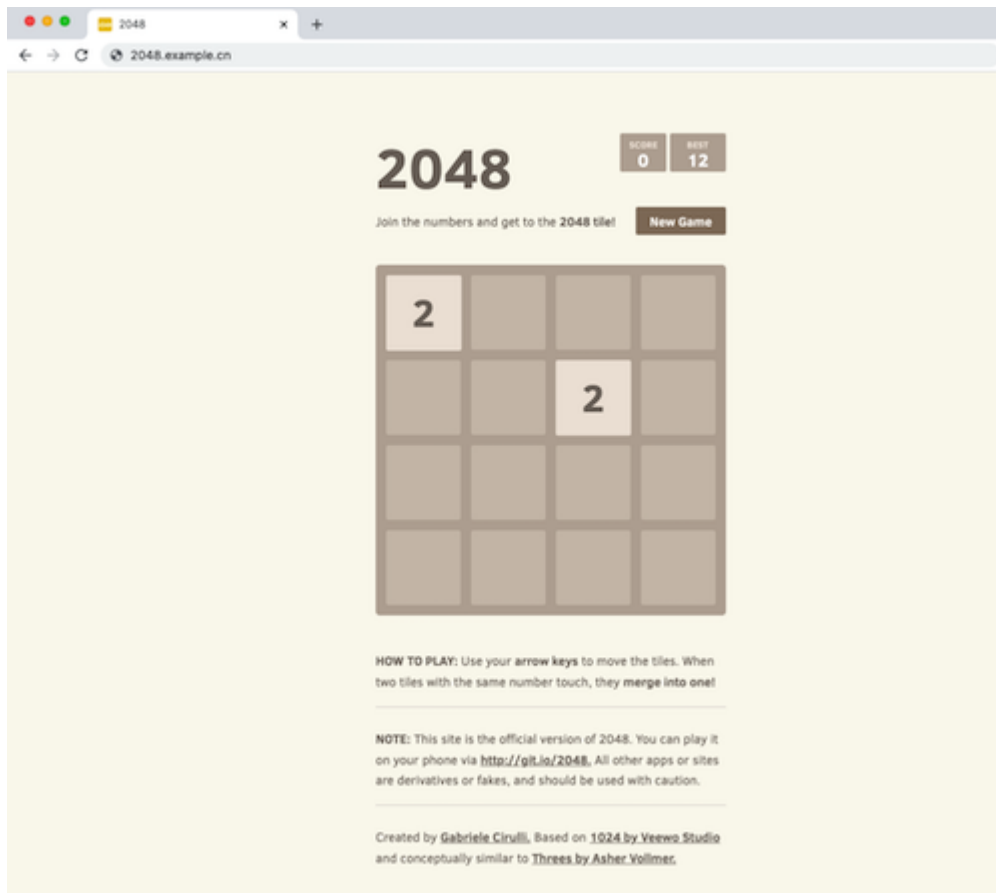 2048
2048.example.cn
2048
SCORE
0
BEST
12
Join the numbers and get to the 2048 tile!
New Game
2
2
HOW TO PLAY: Use your arrow keys to move the tiles. When
two tiles with the same number touch, they merge into one!
NOTE: This site is the official version of 2048. You can play it
on your phone via http://git.io/2048. All other apps or sites
are derivatives or fakes, and should be used with caution.
Created by Gabriele Cirulli. Based on 1024 by Veewo Studio
and conceptually similar to Threes by Asher Vollmer.